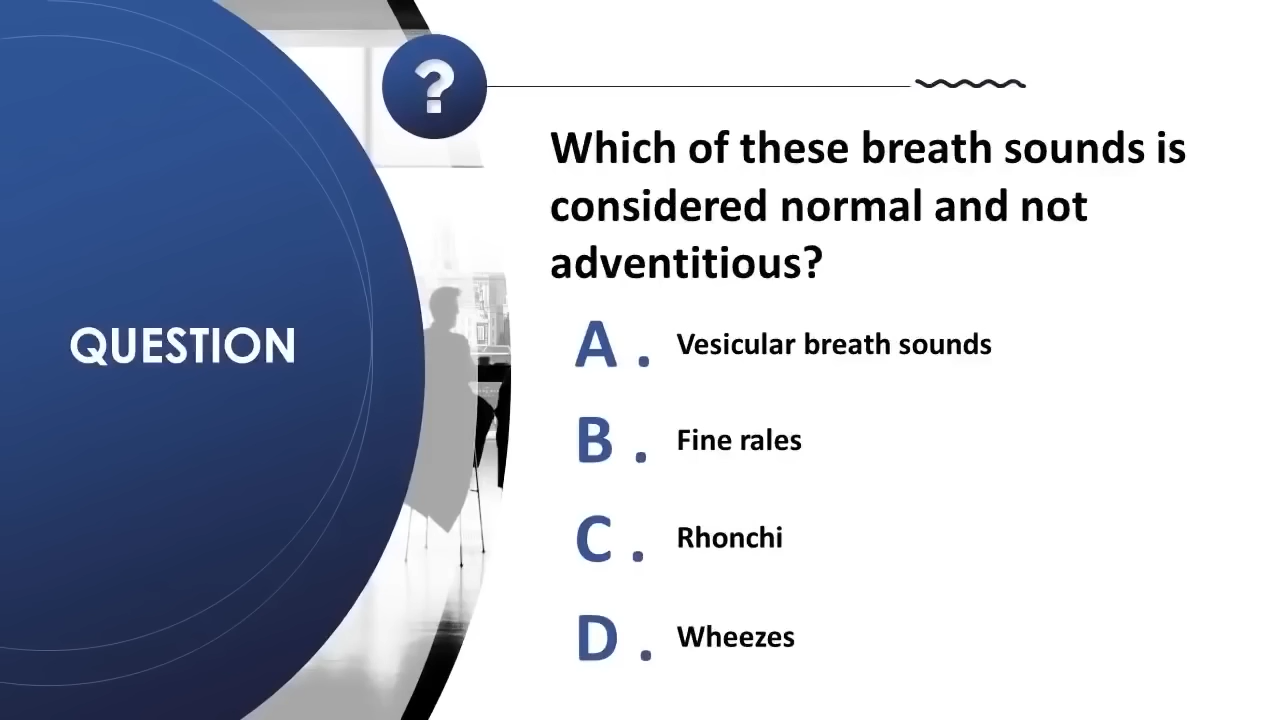 ?
Which of these breath sounds is
considered normal and not
adventitious?
QUESTION
A . Vesicular breath sounds
B . Fine rales
C . Rhonchi
D . Wheezes